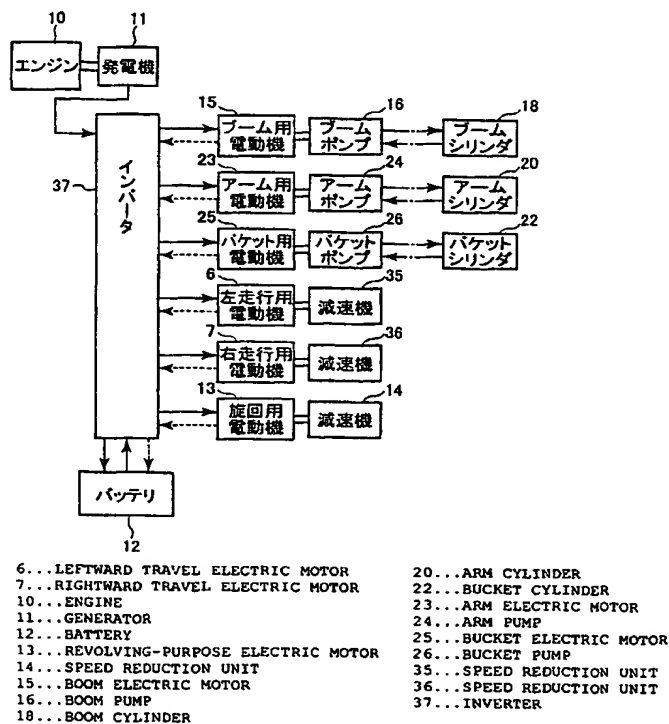 10
11
エンジン
発電機
15
16
18
ブーム用
電動機
ブーム
ポンプ
ブーム
シリンダ
37
インバータ
23
24
20
アーム用
電動機
アーム
ポンプ
アーム
シリンダ
25
26
22
バケット用
電動機
バケット
ポンプ
バケット
シリンダ
6
35
左走行用
電動機
減速機
7
36
右走行用
電動機
減速機
13
14
旋回用
電動機
減速機
バッテリ
12
6...LEFTWARD TRAVEL ELECTRIC MOTOR
7...RIGHTWARD TRAVEL ELECTRIC MOTOR
10...ENGINE
11...GENERATOR
12...BATTERY
13...REVOLVING-PURPOSE ELECTRIC MOTOR
14...SPEED REDUCTION UNIT
15...BOOM ELECTRIC MOTOR
16...BOOM PUMP
18...BOOM CYLINDER
20...ARM CYLINDER
22...BUCKET CYLINDER
23...ARM ELECTRIC MOTOR
24...ARM PUMP
25...BUCKET ELECTRIC MOTOR
26...BUCKET PUMP
35...SPEED REDUCTION UNIT
36...SPEED REDUCTION UNIT
37...INVERTER